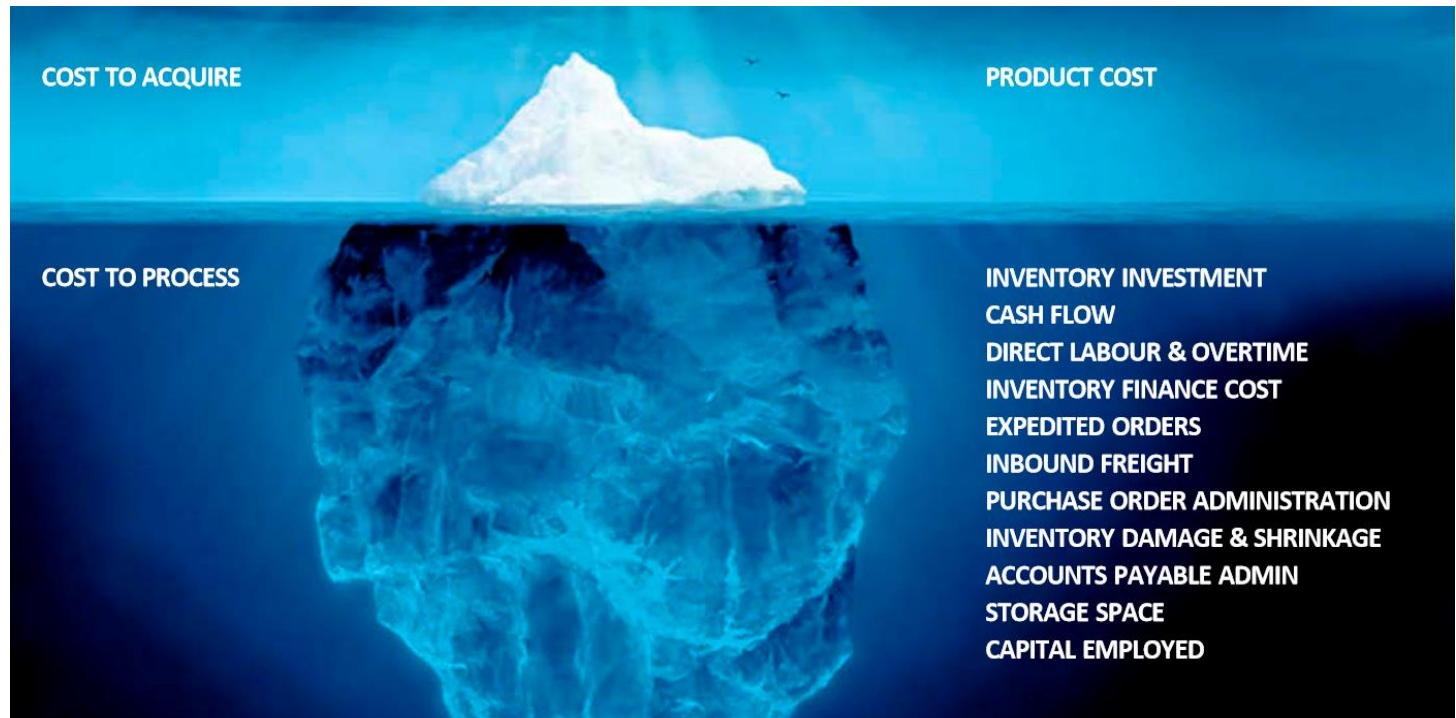 COST TO ACQUIRE
PRODUCT COST
COST TO PROCESS
INVENTORY INVESTMENT
CASH FLOW
DIRECT LABOUR & OVERTIME
INVENTORY FINANCE COST
EXPEDITED ORDERS
INBOUND FREIGHT
PURCHASE ORDER ADMINISTRATION
INVENTORY DAMAGE & SHRINKAGE
ACCOUNTS PAYABLE ADMIN
STORAGE SPACE
CAPITAL EMPLOYED